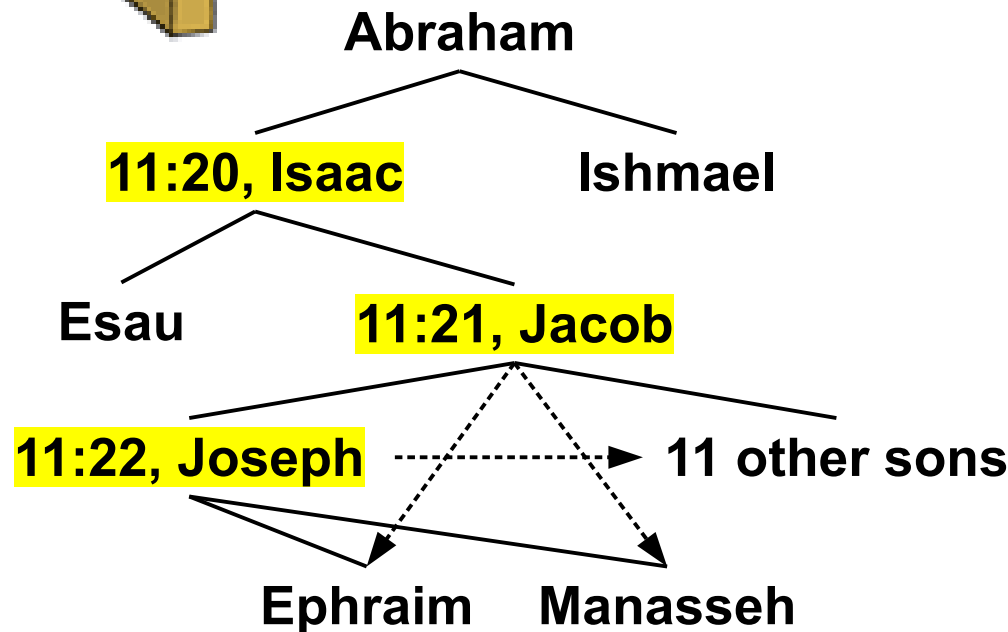 Abraham
11:20, Isaac Ishmael
Esau 11:21, Jacob
11:22, Joseph 11 other sons
Ephraim Manasseh